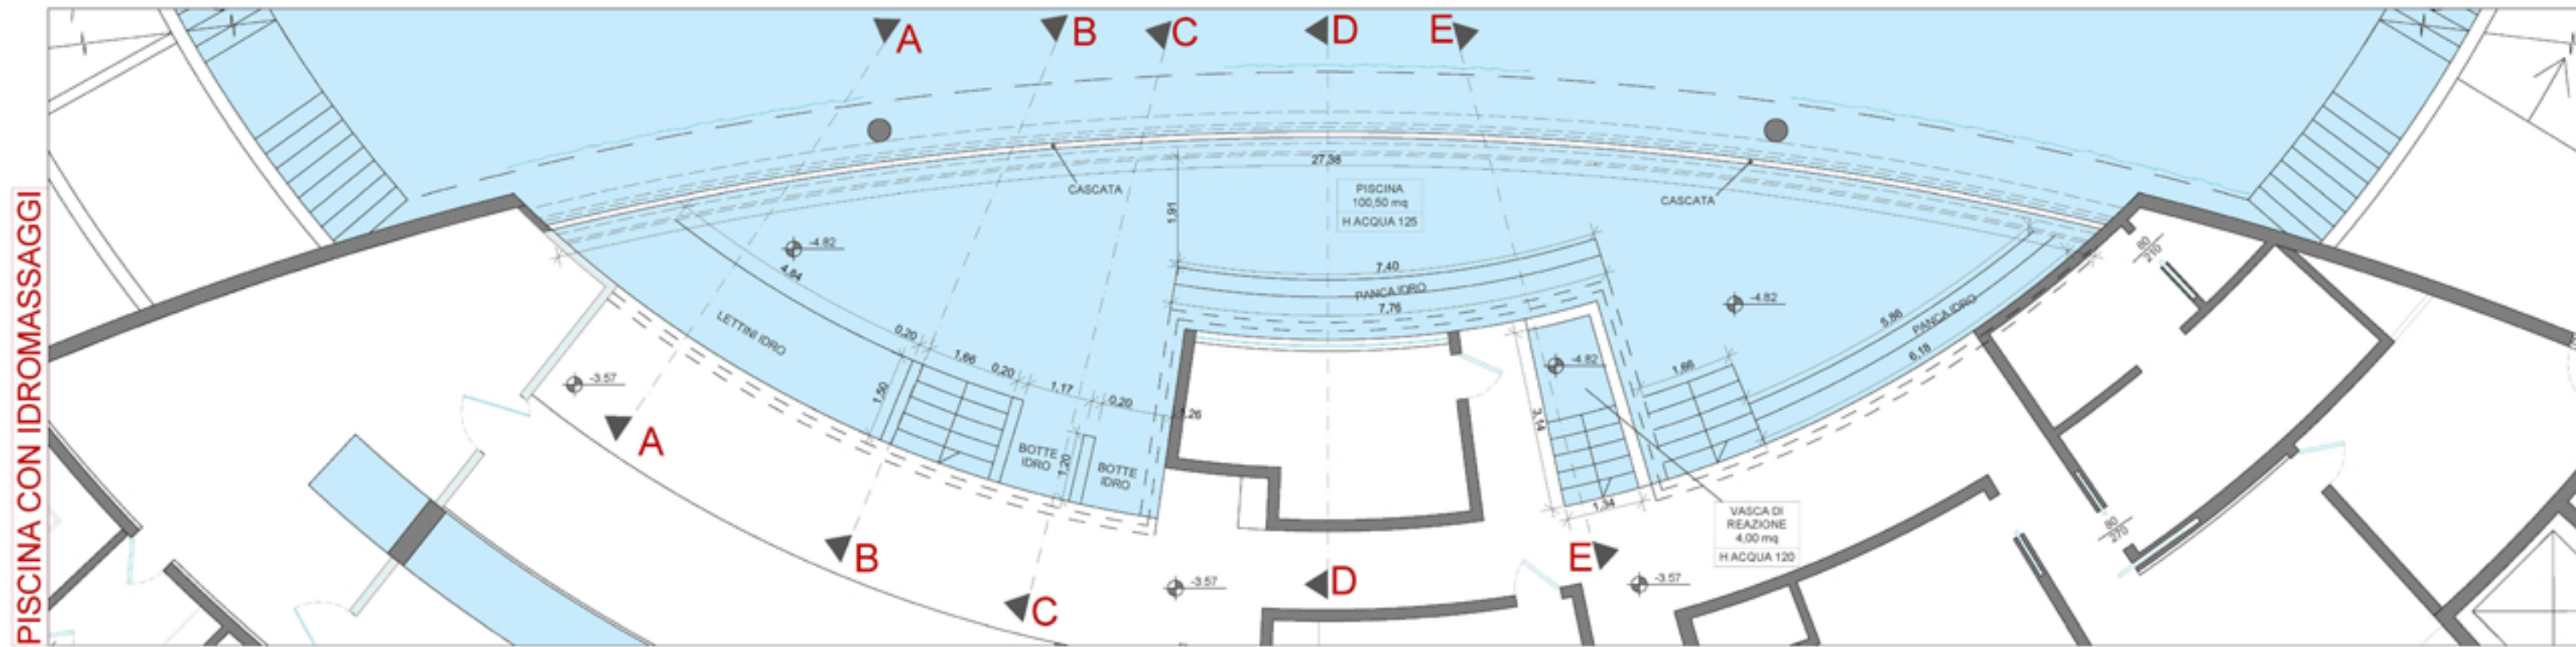 PISCINA CON IDROMASSAGGI
A
B
C
D
E
27,38
CASCATA
PISCINA
100,50 mq
H ACQUA 125
CASCATA
1,91
-4.82
4,84
7,40
PANCA IDRO
7,76
-4.82
5,86
PANCA IDRO
6,18
80
210
LETTINI IDRO
0,20
1,66
0,20
1,17
0,20
1,26
1,50
-3.57
-4.82
1,66
3,14
A
BOTTE
IDRO
1,20
BOTTE
IDRO
1,34
VASCA DI
REAZIONE
4,00 mq
H ACQUA 120
80
270
B
E
-3.57
D
-3.57
C